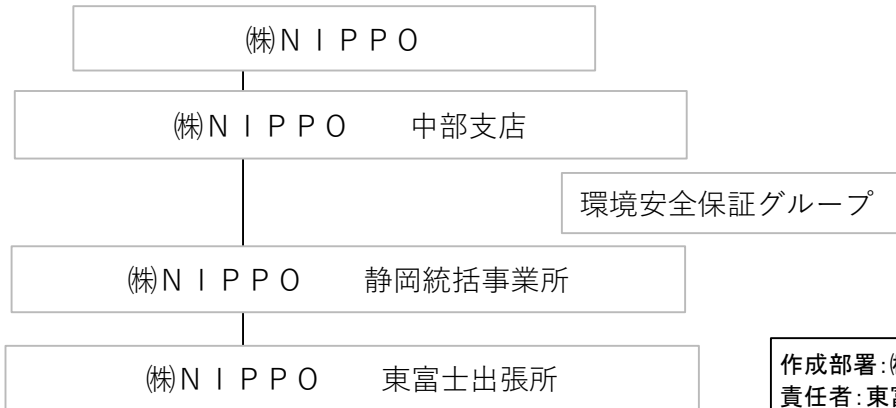 ㈱ＮＩＰＰＯ
㈱ＮＩＰＰＯ　　中部支店
環境安全保証グループ
㈱ＮＩＰＰＯ　　静岡統括事業所
㈱ＮＩＰＰＯ　　東富士出張所
作成部署：
責任者：東